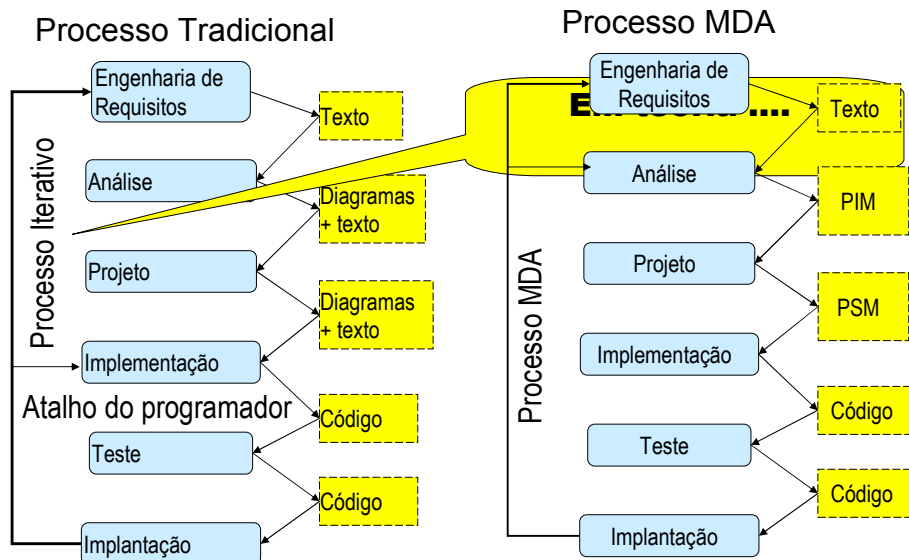 Processo Tradicional
Engenharia de
Requisitos
Texto
Análise
Diagramas
+ texto
Projeto
Diagramas
+ texto
Implementação
Atalho do programador
Código
Teste
Código
Implantação
Processo Iterativo
Processo MDA
Engenharia de
Requisitos
Texto
Análise
PIM
Projeto
PSM
Implementação
Código
Teste
Código
Implantação
Processo MDA